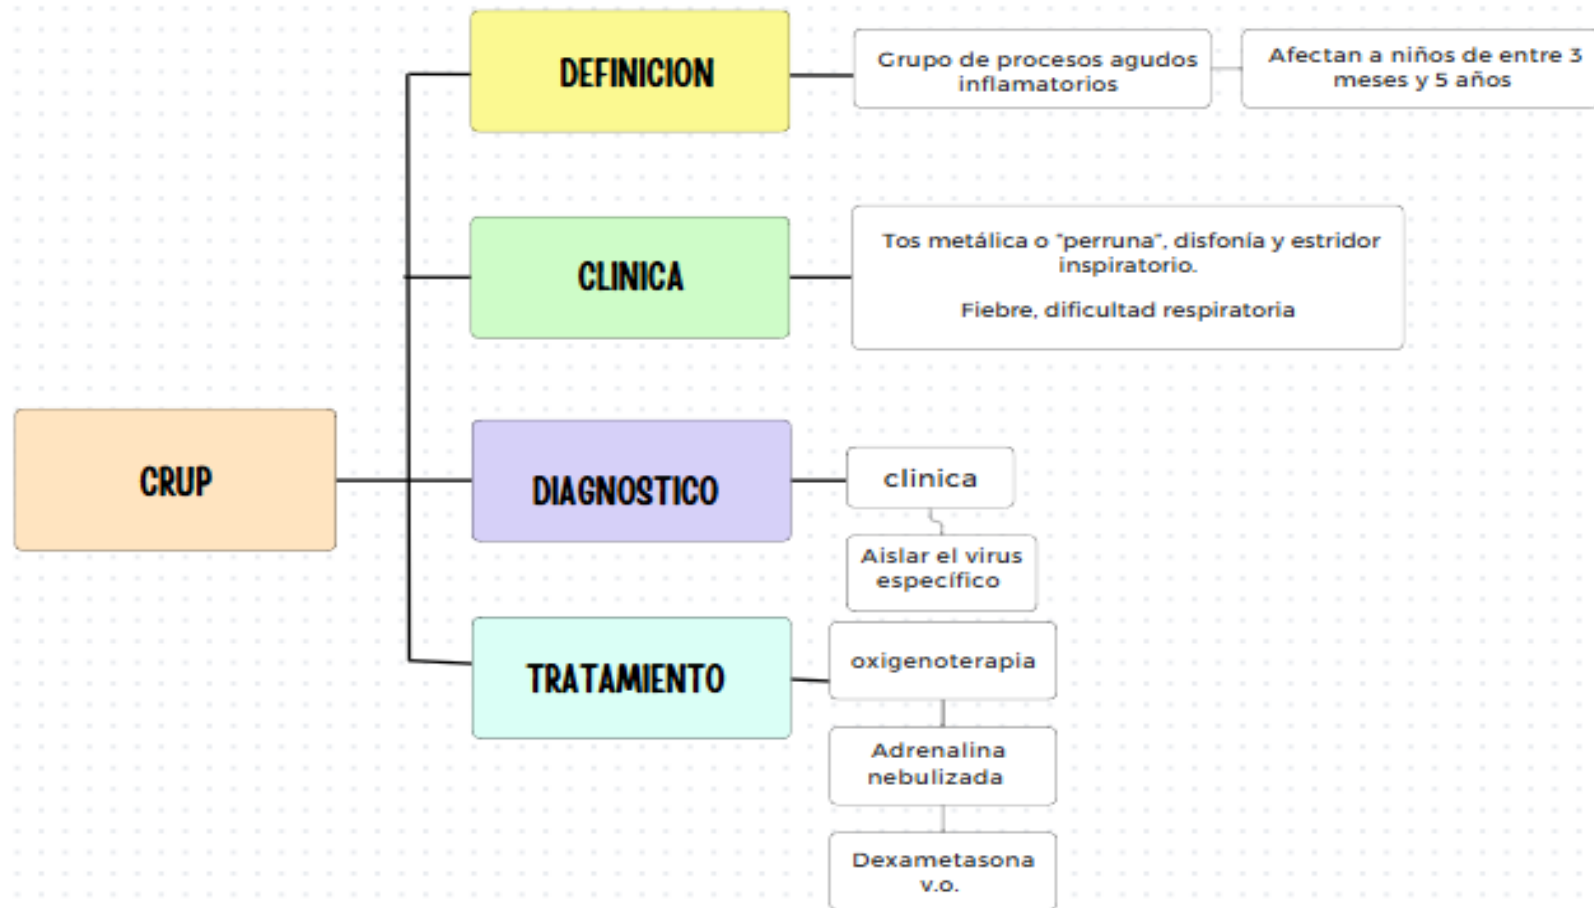 DEFINICION
Grupo de procesos agudos
inflamatorios
Afectan a niños de entre 3
meses y 5 años
CLINICA
Tos metálica o "perruna", disfonía y estridor
inspiratorio.
Fiebre, dificultad respiratoria
CRUP
DIAGNOSTICO
clinica
Aislar el virus
específico
TRATAMIENTO
oxigenoterapia
Adrenalina
nebulizada
Dexametasona
v.o.